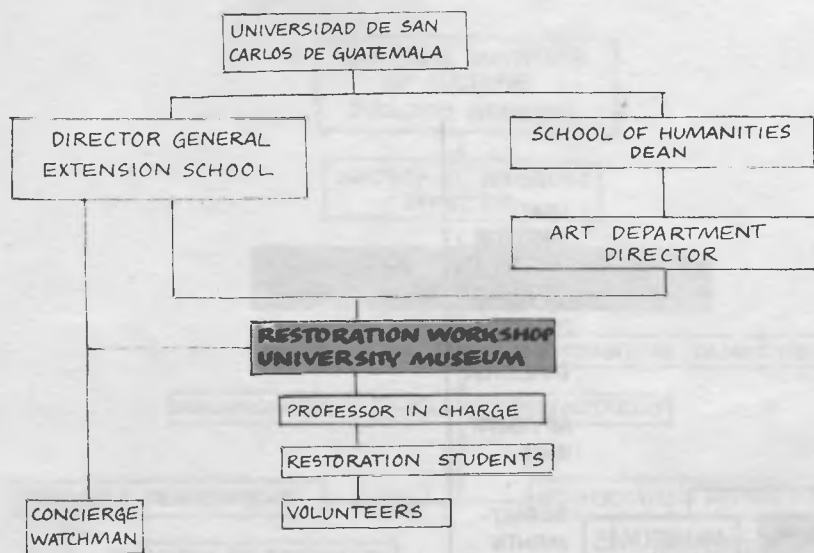 UNIVERSIDAD DE SAN
CARLOS DE GUATEMALA
DIRECTOR GENERAL
EXTENSION SCHOOL
SCHOOL OF HUMANITIES
DEAN
ART DEPARTMENT
DIRECTOR
RESTORATION WORKSHOP
UNIVERSITY MUSEUM
PROFESSOR IN CHARGE
RESTORATION STUDENTS
VOLUNTEERS
CONCIERGE
WATCHMAN